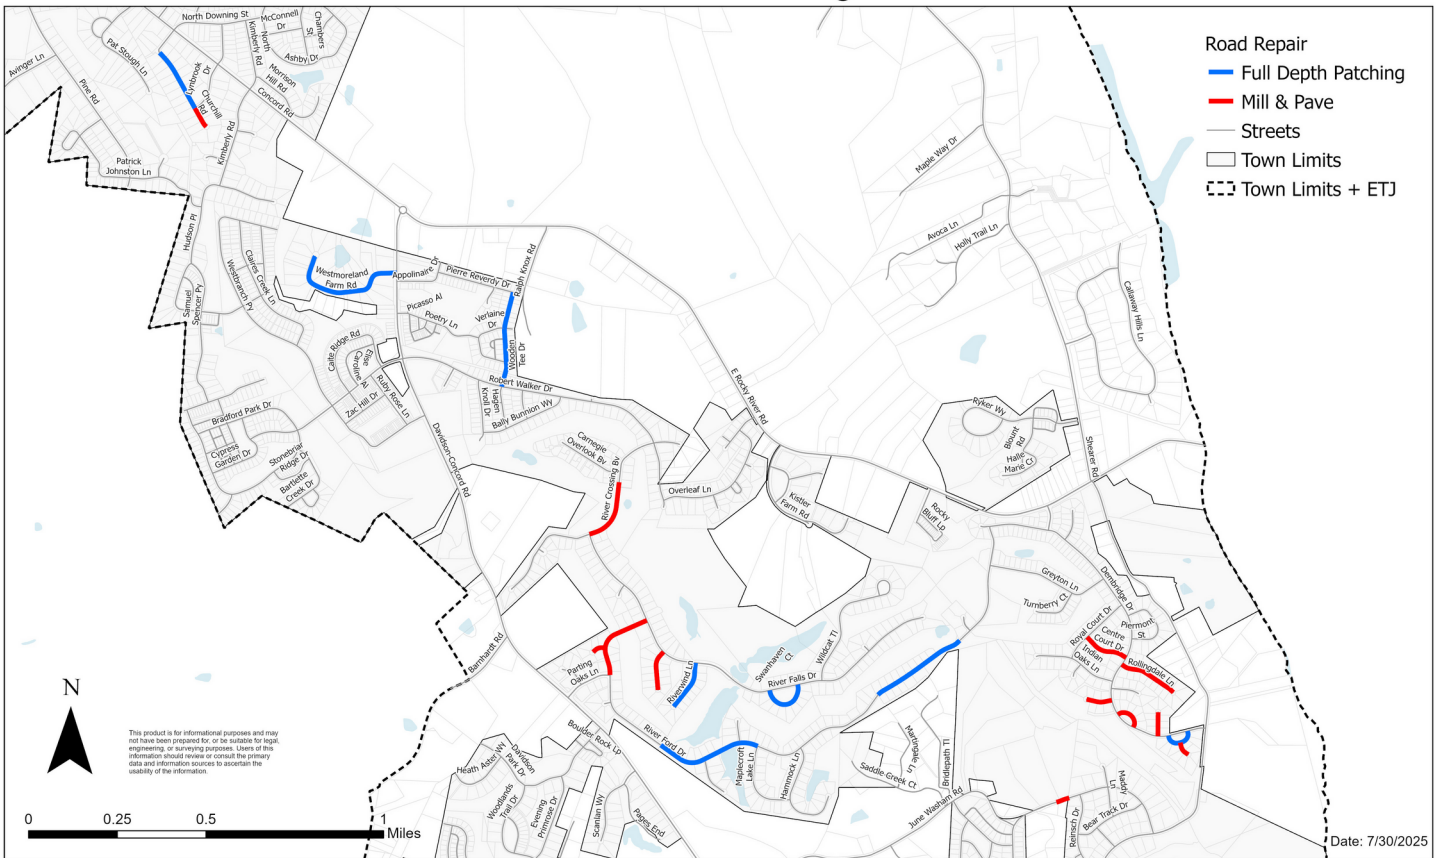 North Downing St
McConnell
Dr
Chambers
St
Kimberly Rd
North
Ashby Dr
Pat Stough Ln
Avinger Ln
Pine Rd
Lynbrook
Dr
Churchill
Rd
Morrison
Hill Rd
Concord Rd
Kimberly Rd
Patrick
Johnston Ln
Hudson Pl
Road Repair
Full Depth Patching
Mill & Pave
Streets
Town Limits
Town Limits + ETJ
Maple Way Dr
Avoca Ln
Holly Trail Ln
Callaway Hills Ln
Claires Creek Ln
Westbranch Py
Samuel
Spencer Py
Westmoreland
Farm Rd
Appolinaire
Dr
Pierre Reverdy Dr
Ralph Knox Rd
Picasso Al
Poetry Ln
Verlaine
Dr
Wooden
Tee Dr
Caite Ridge Rd
Elise
Caroline Al
Ruby Rose Ln
Zac Hill Dr
Robert Walker Dr
Hagen
Knoll Dr
Bally Bunnion Wy
E Rocky River Rd
Bradford Park Dr
Cypress
Garden Dr
Stonebriar
Ridge Dr
Bartlette
Creek Dr
Davidson-Concord Rd
Carnegie
Overlook Bv
River Crossing Bv
Overleaf Ln
Kistler
Farm Rd
Rocky
Bluff Lp
Ryker Wy
Blount
Rd
Halle
Marie Ct
Shearer Rd
Greyton Ln
Turnberry Ct
Dembridge Dr
Piermont
St
Royal Court Dr
Centre
Court Dr
Indian
Oaks Ln
Rollingdale Ln
Barnhardt Rd
Parting
Oaks Ln
Riverwind Ln
Swanhaven
Ct
Wildcat Tl
River Falls Dr
River Ford Dr
Maplecroft
Lake Ln
Hammock Ln
Martingale Ln
Saddle Creek Ct
Bridlepath Tl
June Washam Rd
Boulder Rock Lp
Heath Aster Wy
Davidson
Park Dr
Woodlands
Trail Dr
Evening
Primrose Dr
Scanlan Wy
Pages End
Reinsch Dr
Maddy
Ln
Bear Track Dr
N
This product is for informational purposes and may
not have been prepared for, or be suitable for legal,
engineering, or surveying purposes. Users of this
information should review or consult the primary
data and information sources to ascertain the
usability of the information.
0 0.25 0.5 1
Miles
Date: 7/30/2025